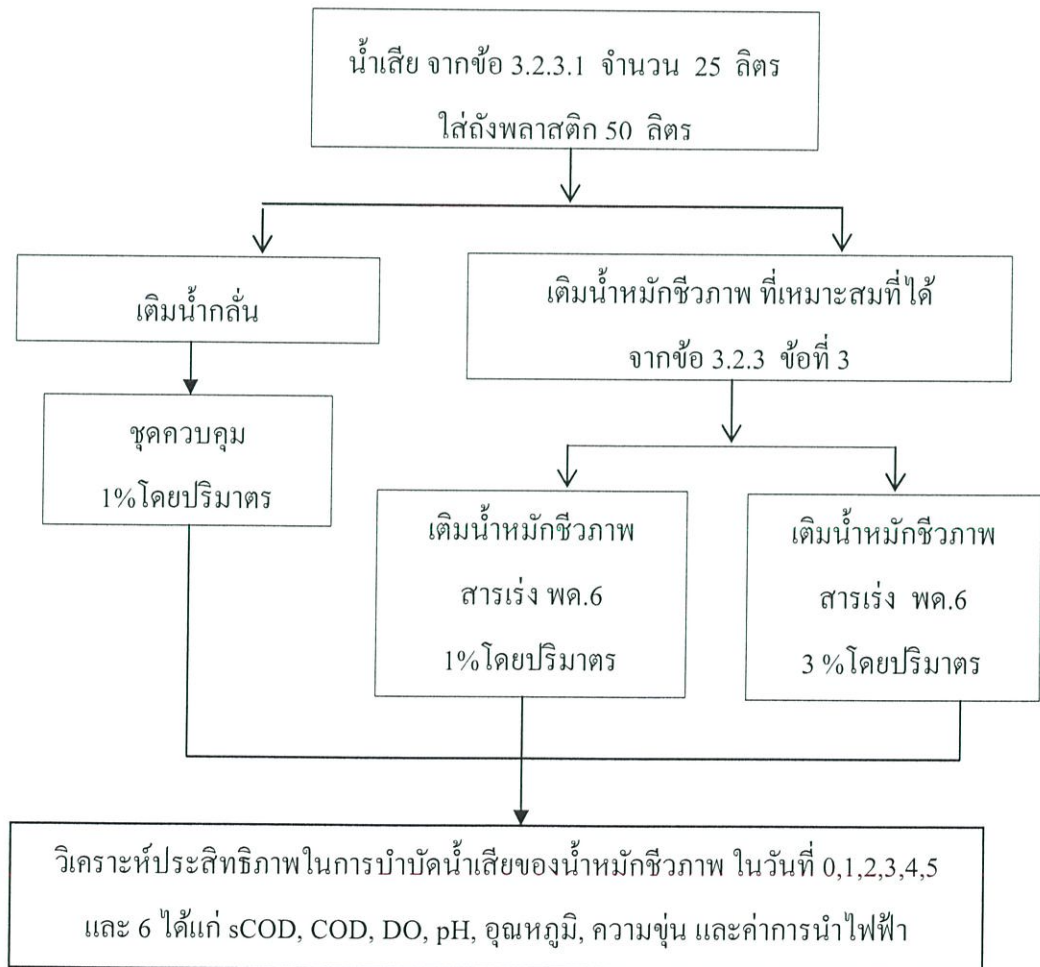 น้ำเสีย จากข้อ 3.2.3.1 จำนวน 25 ลิตร
ใส่ถังพลาสติก 50 ลิตร
เติมน้ำกลั่น
เติมน้ำหมักชีวภาพ ที่เหมาะสมที่ได้
จากข้อ 3.2.3 ข้อที่ 3
ชุดควบคุม
1%โดยปริมาตร
เติมน้ำหมักชีวภาพ
สารเร่ง พด.6
1%โดยปริมาตร
เติมน้ำหมักชีวภาพ
สารเร่ง พด.6
3 %โดยปริมาตร
วิเคราะห์ประสิทธิภาพในการบำบัดน้ำเสียของน้ำหมักชีวภาพ ในวันที่ 0,1,2,3,4,5
และ 6 ได้แก่ sCOD, COD, DO, pH, อุณหภูมิ, ความขุ่น และค่าการนำไฟฟ้า